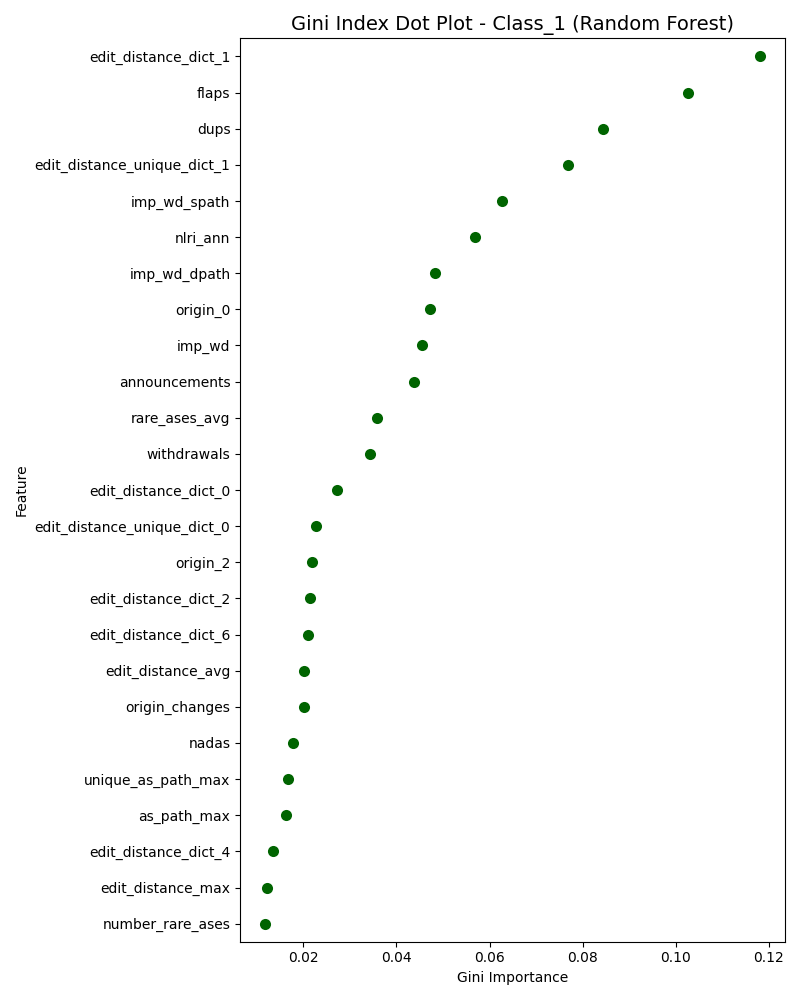 Gini Index Dot Plot - Class_1 (Random Forest)
edit_distance_dict_1
flaps
dups
edit_distance_unique_dict_1
imp_wd_spath
nlri_ann
imp_wd_dpath
origin_0
imp_wd
announcements
rare_ases_avg
withdrawals
edit_distance_dict_0
edit_distance_unique_dict_0
origin_2
edit_distance_dict_2
edit_distance_dict_6
edit_distance_avg
origin_changes
nadas
unique_as_path_max
as_path_max
edit_distance_dict_4
edit_distance_max
number_rare_ases
Feature
0.02 0.04 0.06 0.08 0.10 0.12
Gini Importance